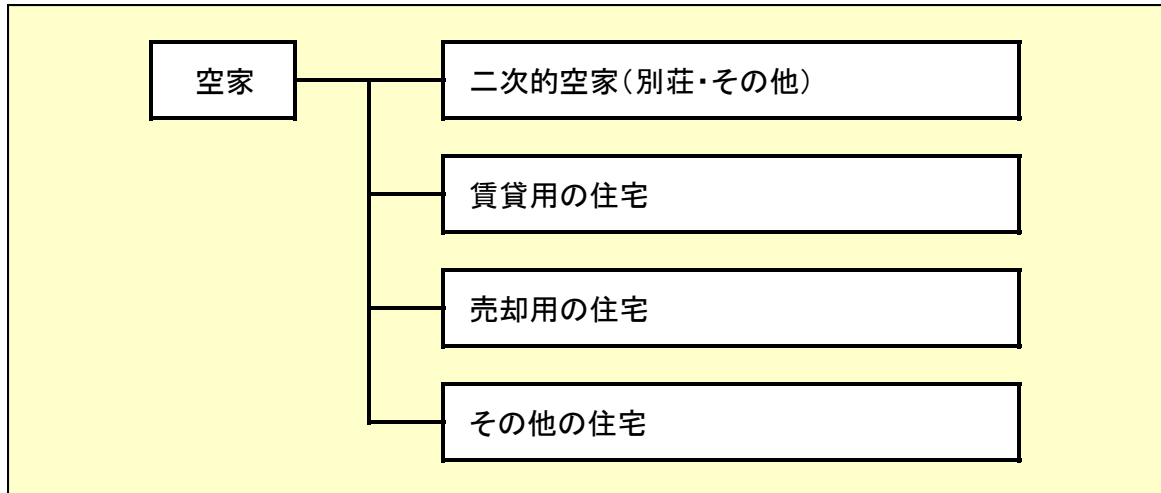 空家
二次的空家（別荘・その他）
賃貸用の住宅
売却用の住宅
その他の住宅